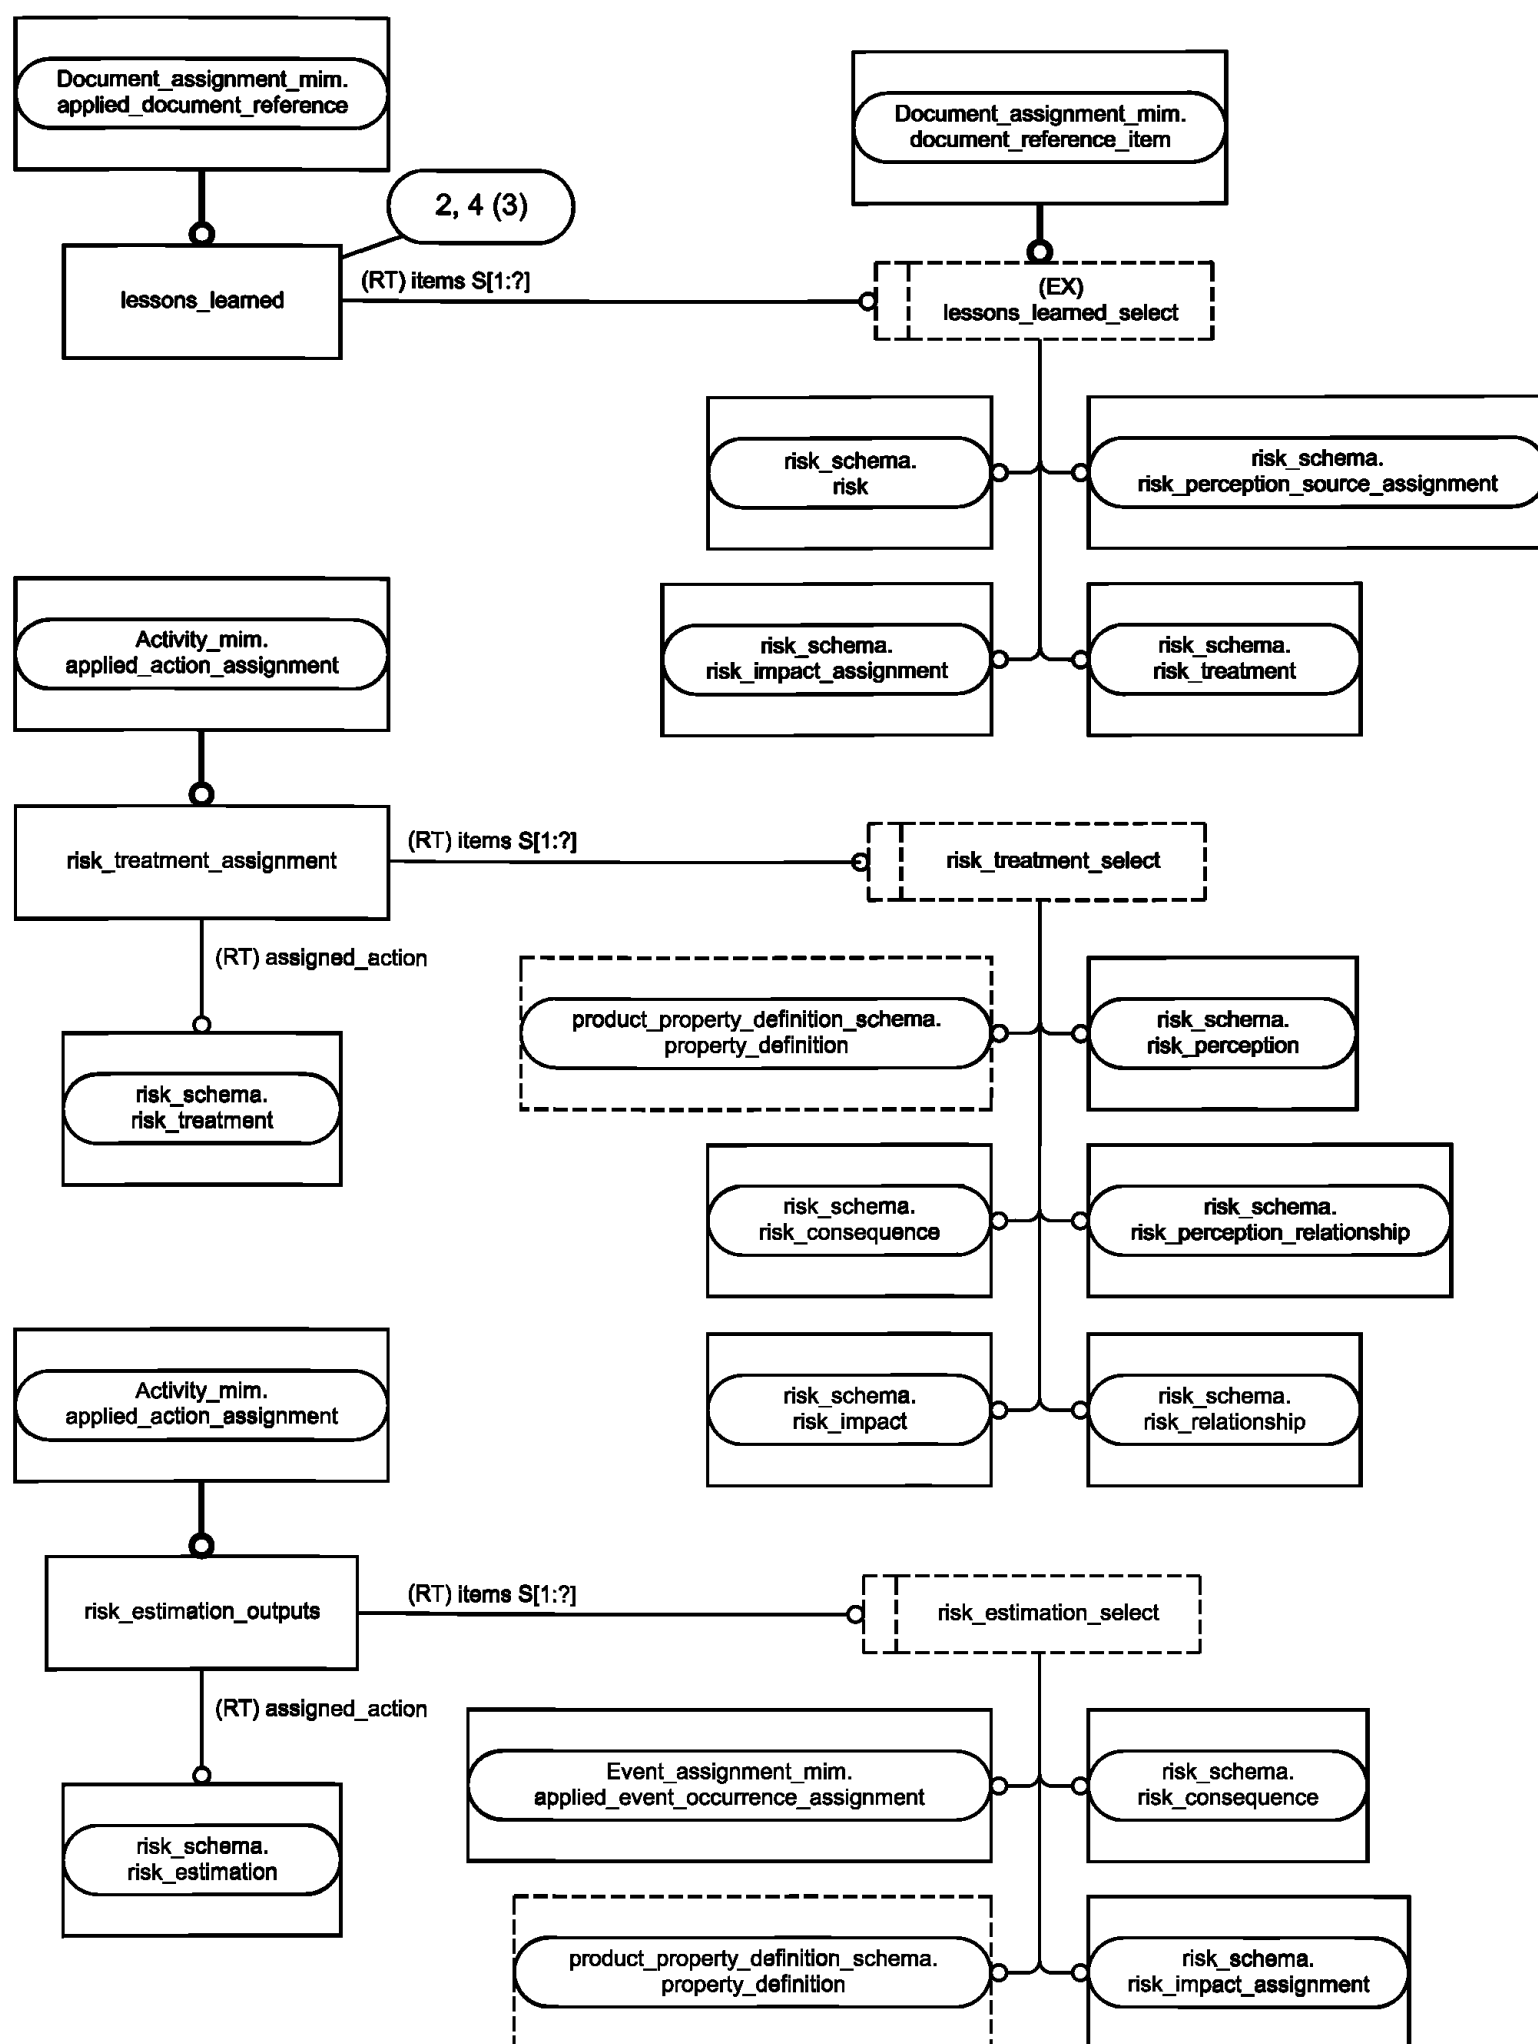 Document_assignment_mim.
applied_document_reference
Document_assignment_mim.
document_reference_item
2, 4 (3)
lessons_learned
(RT) items S[1:?]
(EX)
lessons_learned_select
risk_schema.
risk
risk_schema.
risk_perception_source_assignment
Activity_mim.
applied_action_assignment
risk_schema.
risk_impact_assignment
risk_schema.
risk_treatment
risk_treatment_assignment
(RT) items S[1:?]
risk_treatment_select
(RT) assigned_action
product_property_definition_schema.
property_definition
risk_schema.
risk_perception
risk_schema.
risk_treatment
risk_schema.
risk_consequence
risk_schema.
risk_perception_relationship
Activity_mim.
applied_action_assignment
risk_schema.
risk_impact
risk_schema.
risk_relationship
risk_estimation_outputs
(RT) items S[1:?]
risk_estimation_select
(RT) assigned_action
Event_assignment_mim.
applied_event_occurrence_assignment
risk_schema.
risk_consequence
risk_schema.
risk_estimation
product_property_definition_schema.
property_definition
risk_schema.
risk_impact_assignment